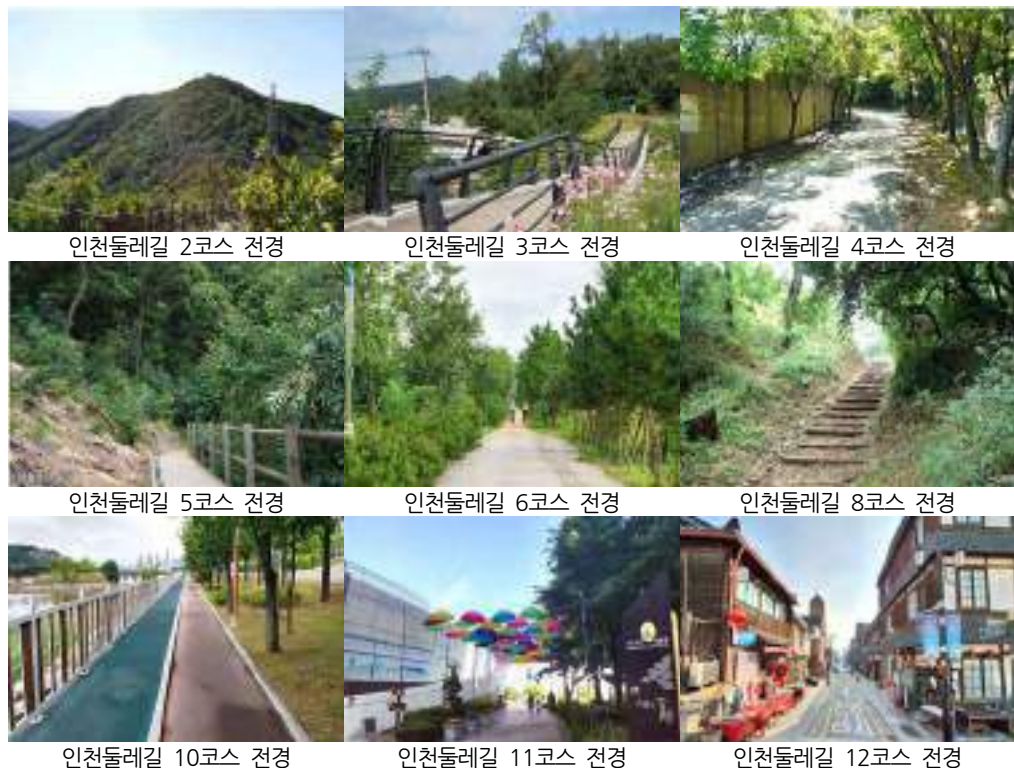 인천둘레길 2코스 전경
인천둘레길 3코스 전경
인천둘레길 4코스 전경
인천둘레길 5코스 전경
인천둘레길 6코스 전경
인천둘레길 8코스 전경
인천둘레길 10코스 전경
인천둘레길 11코스 전경
인천둘레길 12코스 전경